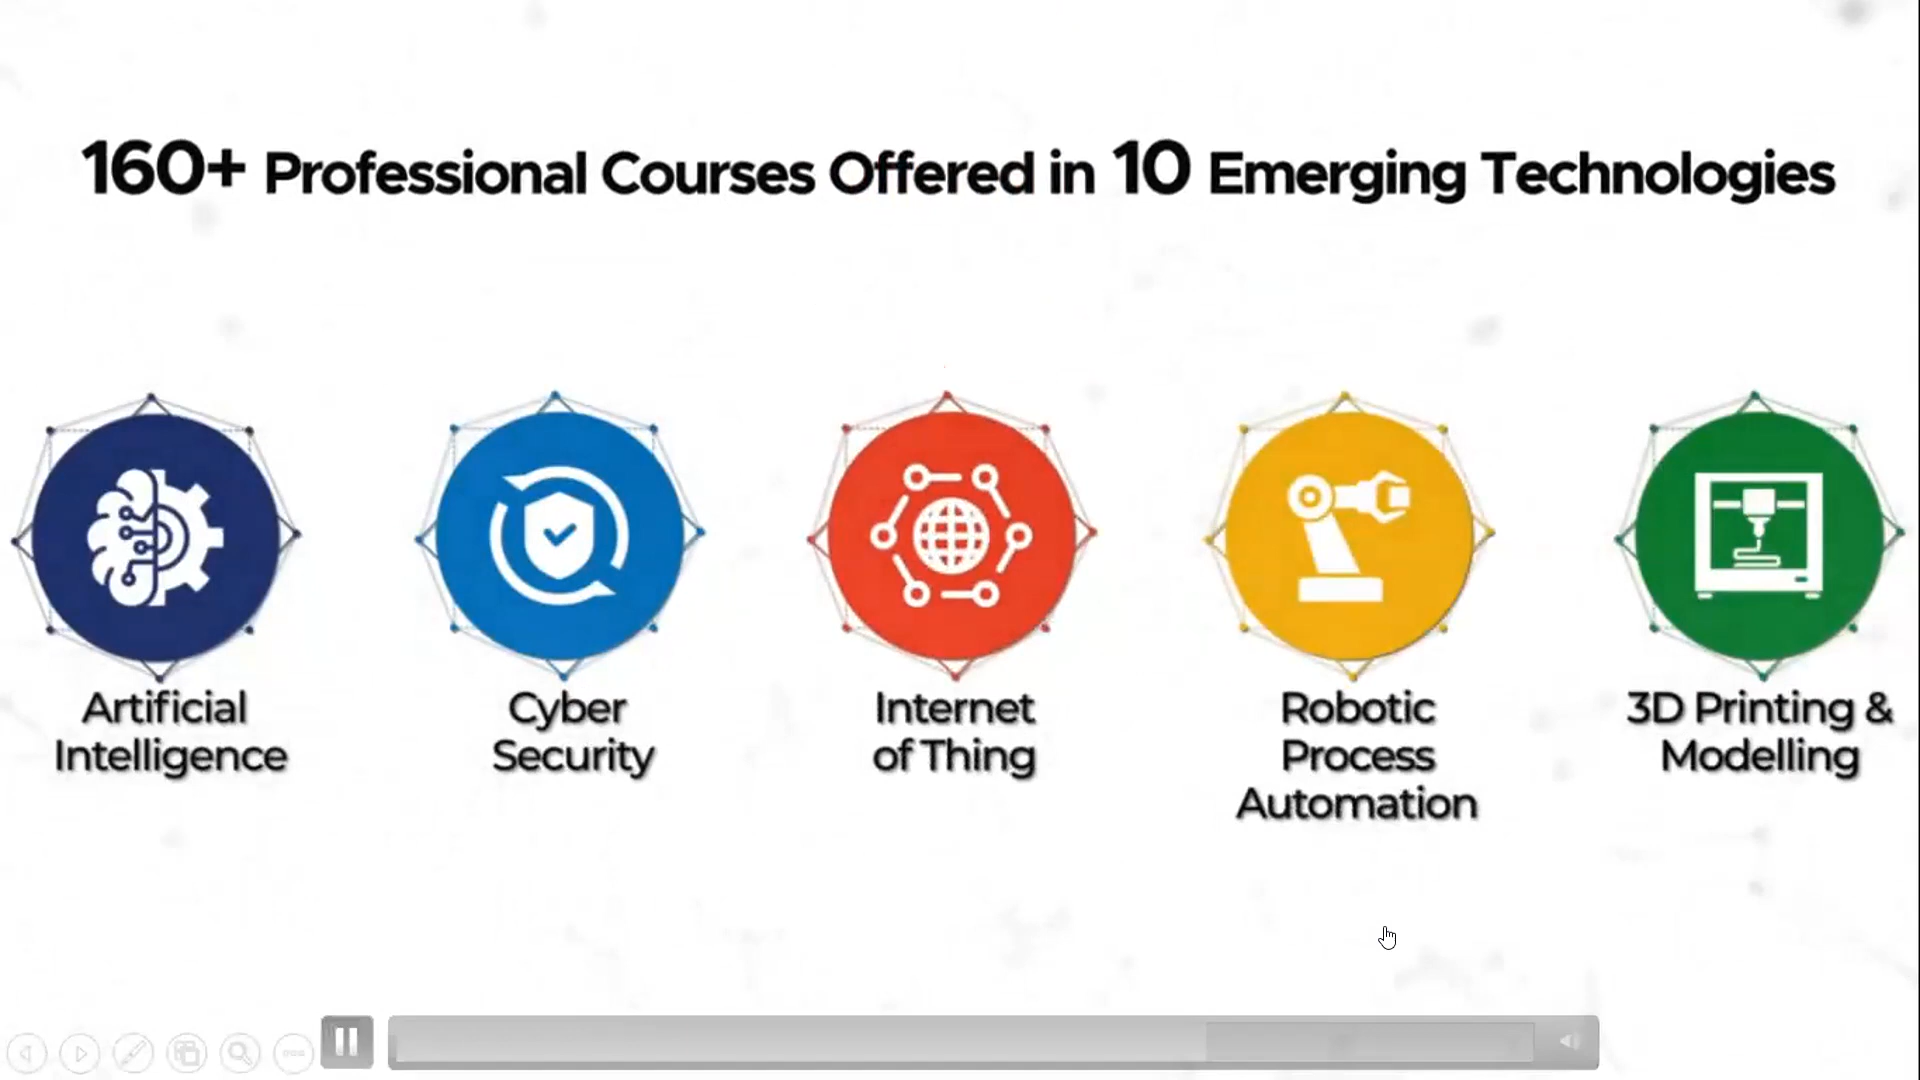 160+ Professional Courses Offered in 10 Emerging Technologies
Artificial
Intelligence
Cyber
Security
Internet
of Thing
Robotic
Process
Automation
3D Printing &
Modelling